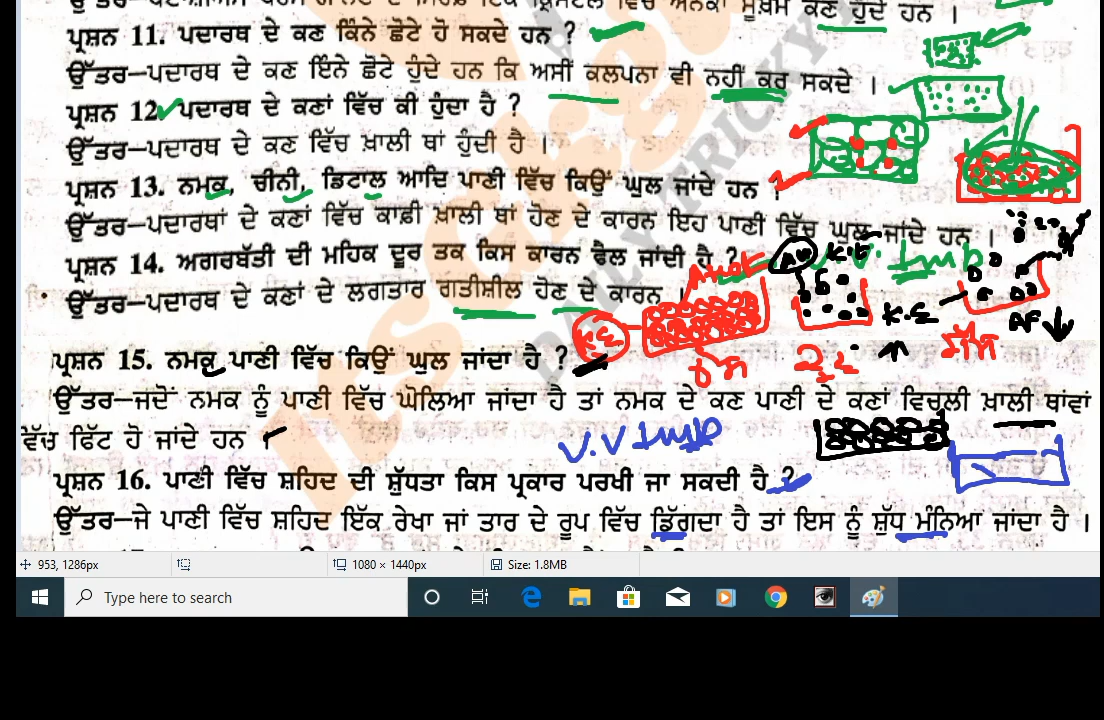 ਕਣ ਹੁੰਦੇ ਹਨ ।
ਪ੍ਰਸ਼ਨ 11. ਪਦਾਰਥ ਦੇ ਕਣ ਕਿੰਨੇ ਛੋਟੇ ਹੋ ਸਕਦੇ ਹਨ ?
ਉੱਤਰ—ਪਦਾਰਥ ਦੇ ਕਣ ਇੰਨੇ ਛੋਟੇ ਹੁੰਦੇ ਹਨ ਕਿ ਅਸੀਂ ਕਲਪਨਾ ਵੀ ਨਹੀਂ ਕਰ ਸਕਦੇ ।
ਪ੍ਰਸ਼ਨ 12. ਪਦਾਰਥ ਦੇ ਕਣਾਂ ਵਿੱਚ ਕੀ ਹੁੰਦਾ ਹੈ ?
ਉੱਤਰ—ਪਦਾਰਥ ਦੇ ਕਣ ਵਿੱਚ ਖ਼ਾਲੀ ਥਾਂ ਹੁੰਦੀ ਹੈ ।
ਪ੍ਰਸ਼ਨ 13. ਨਮਕ, ਚੀਨੀ, ਡਿਟਾਲ ਆਦਿ ਪਾਣੀ ਵਿੱਚ ਕਿਉਂ ਘੁਲ ਜਾਂਦੇ ਹਨ ?
ਉੱਤਰ—ਪਦਾਰਥਾਂ ਦੇ ਕਣਾਂ ਵਿੱਚ ਕਾਫ਼ੀ ਖ਼ਾਲੀ ਥਾਂ ਹੋਣ ਦੇ ਕਾਰਨ ਇਹ ਪਾਣੀ ਵਿੱਚ ਘੁਲ ਜਾਂਦੇ ਹਨ ।
ਪ੍ਰਸ਼ਨ 14. ਅਗਰਬੱਤੀ ਦੀ ਮਹਿਕ ਦੂਰ ਤਕ ਕਿਸ ਕਾਰਨ ਫੈਲ ਜਾਂਦੀ ਹੈ ? V. Imp
ਉੱਤਰ—ਪਦਾਰਥ ਦੇ ਕਣਾਂ ਦੇ ਲਗਾਤਾਰ ਗਤੀਸ਼ੀਲ ਹੋਣ ਦੇ ਕਾਰਨ ।
K.E K.E AF
ਠੋਸ ਗੈਸ
ਪ੍ਰਸ਼ਨ 15. ਨਮਕ ਪਾਣੀ ਵਿੱਚ ਕਿਉਂ ਘੁਲ ਜਾਂਦਾ ਹੈ ?
ਉੱਤਰ—ਜਦੋਂ ਨਮਕ ਨੂੰ ਪਾਣੀ ਵਿੱਚ ਘੋਲਿਆ ਜਾਂਦਾ ਹੈ ਤਾਂ ਨਮਕ ਦੇ ਕਣ ਪਾਣੀ ਦੇ ਕਣਾਂ ਵਿਚਲੀ ਖ਼ਾਲੀ ਥਾਂਵਾਂ
ਵਿੱਚ ਫਿੱਟ ਹੋ ਜਾਂਦੇ ਹਨ
V.V Imp
ਪ੍ਰਸ਼ਨ 16. ਪਾਣੀ ਵਿੱਚ ਸ਼ਹਿਦ ਦੀ ਸ਼ੁੱਧਤਾ ਕਿਸ ਪ੍ਰਕਾਰ ਪਰਖੀ ਜਾ ਸਕਦੀ ਹੈ ?
ਉੱਤਰ—ਜੇ ਪਾਣੀ ਵਿੱਚ ਸ਼ਹਿਦ ਇੱਕ ਰੇਖਾ ਜਾਂ ਤਾਰ ਦੇ ਰੂਪ ਵਿੱਚ ਡਿੱਗਦਾ ਹੈ ਤਾਂ ਇਸ ਨੂੰ ਸ਼ੁੱਧ ਮੰਨਿਆ ਜਾਂਦਾ ਹੈ ।
953, 1286px 1080 × 1440px Size: 1.8MB
Type here to search